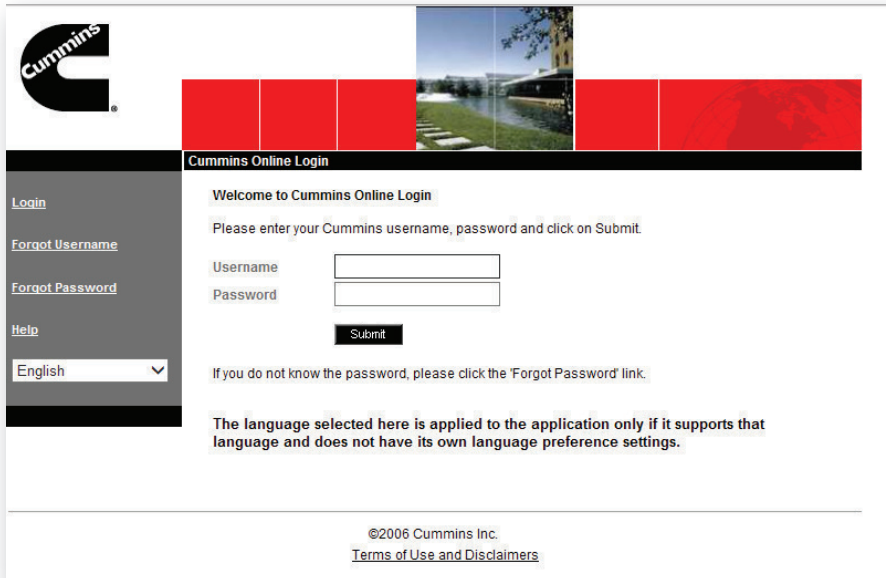 Cummins
®
Cummins Online Login
Login
Forgot Username
Forgot Password
Help
English
Welcome to Cummins Online Login
Please enter your Cummins username, password and click on Submit.
Username
Password
Submit
If you do not know the password, please click the 'Forgot Password' link.
The language selected here is applied to the application only if it supports that
language and does not have its own language preference settings.
©2006 Cummins Inc.
Terms of Use and Disclaimers